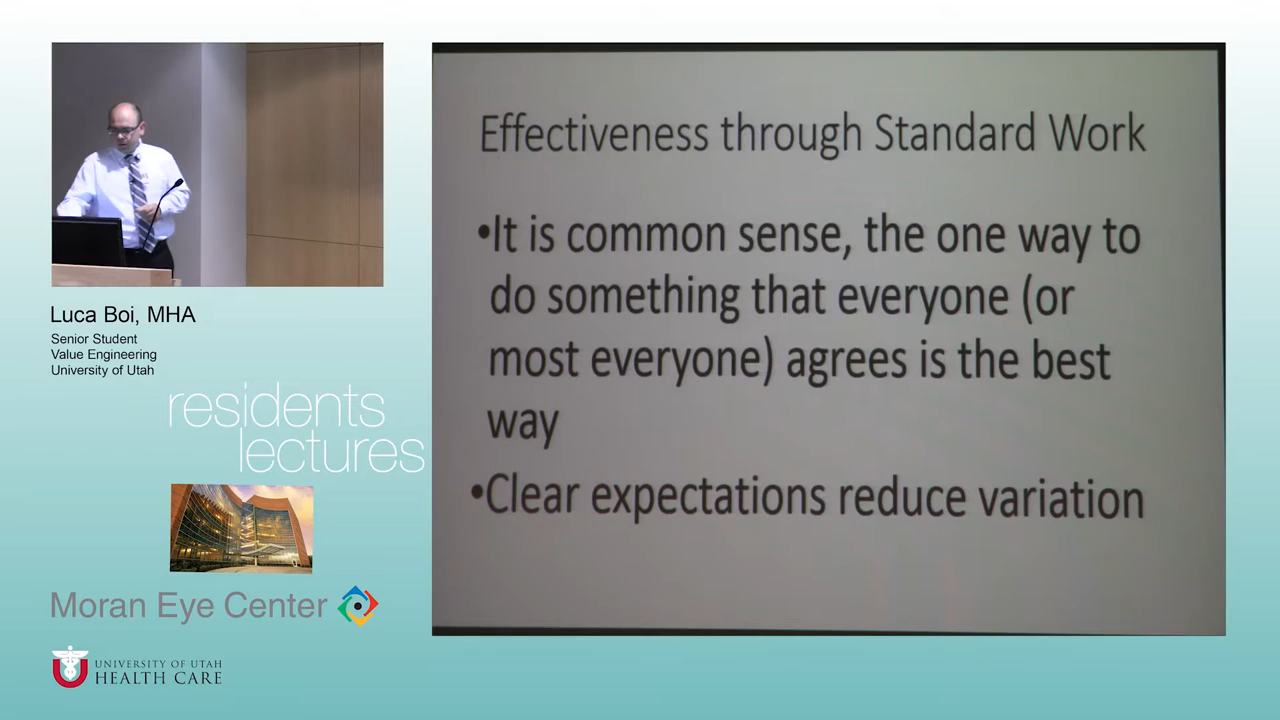 Luca Boi, MHA
Senior Student
Value Engineering
University of Utah
residents
lectures
Moran Eye Center
UNIVERSITY OF UTAH
HEALTH CARE
Effectiveness through Standard Work
•It is common sense, the one way to
do something that everyone (or
most everyone) agrees is the best
way
•Clear expectations reduce variation